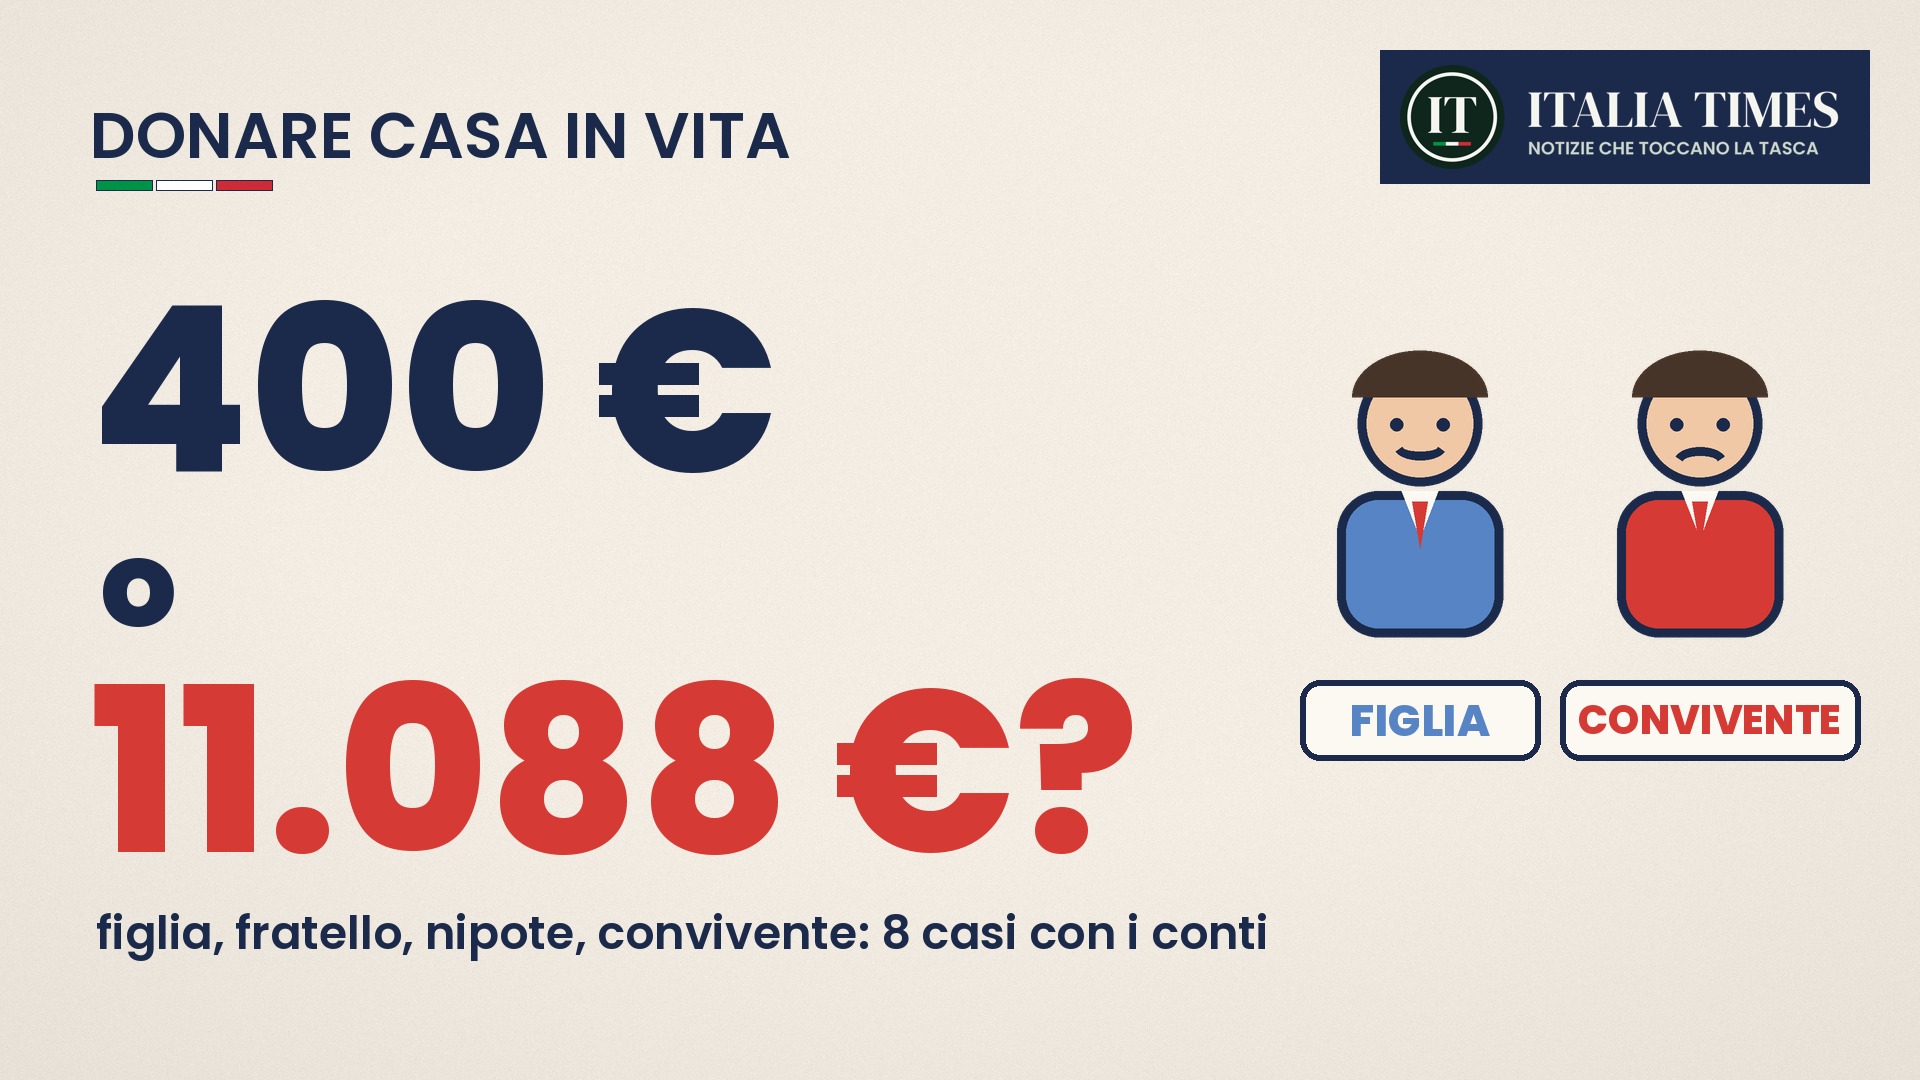 DONARE CASA IN VITA
IT
ITALIA TIMES
NOTIZIE CHE TOCCANO LA TASCA
400 €
o
11.088 €?
FIGLIA
CONVIVENTE
figlia, fratello, nipote, convivente: 8 casi con i conti